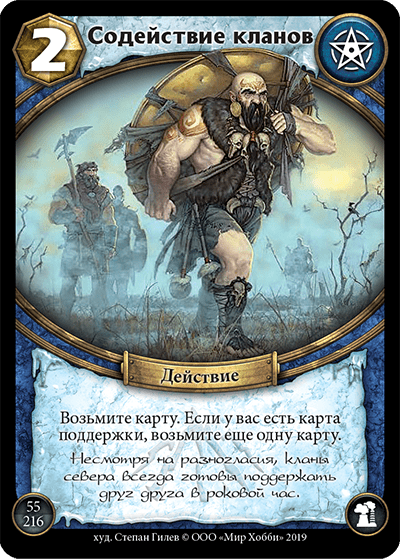 2
Содействие кланов
Действие
Возьмите карту. Если у вас есть карта
поддержки, возьмите еще одну карту.
Несмотря на разногласия, кланы
севера всегда готовы поддержать
друг друга в роковой час.
55
216
худ. Степан Гилев © ООО «Мир Хобби» 2019